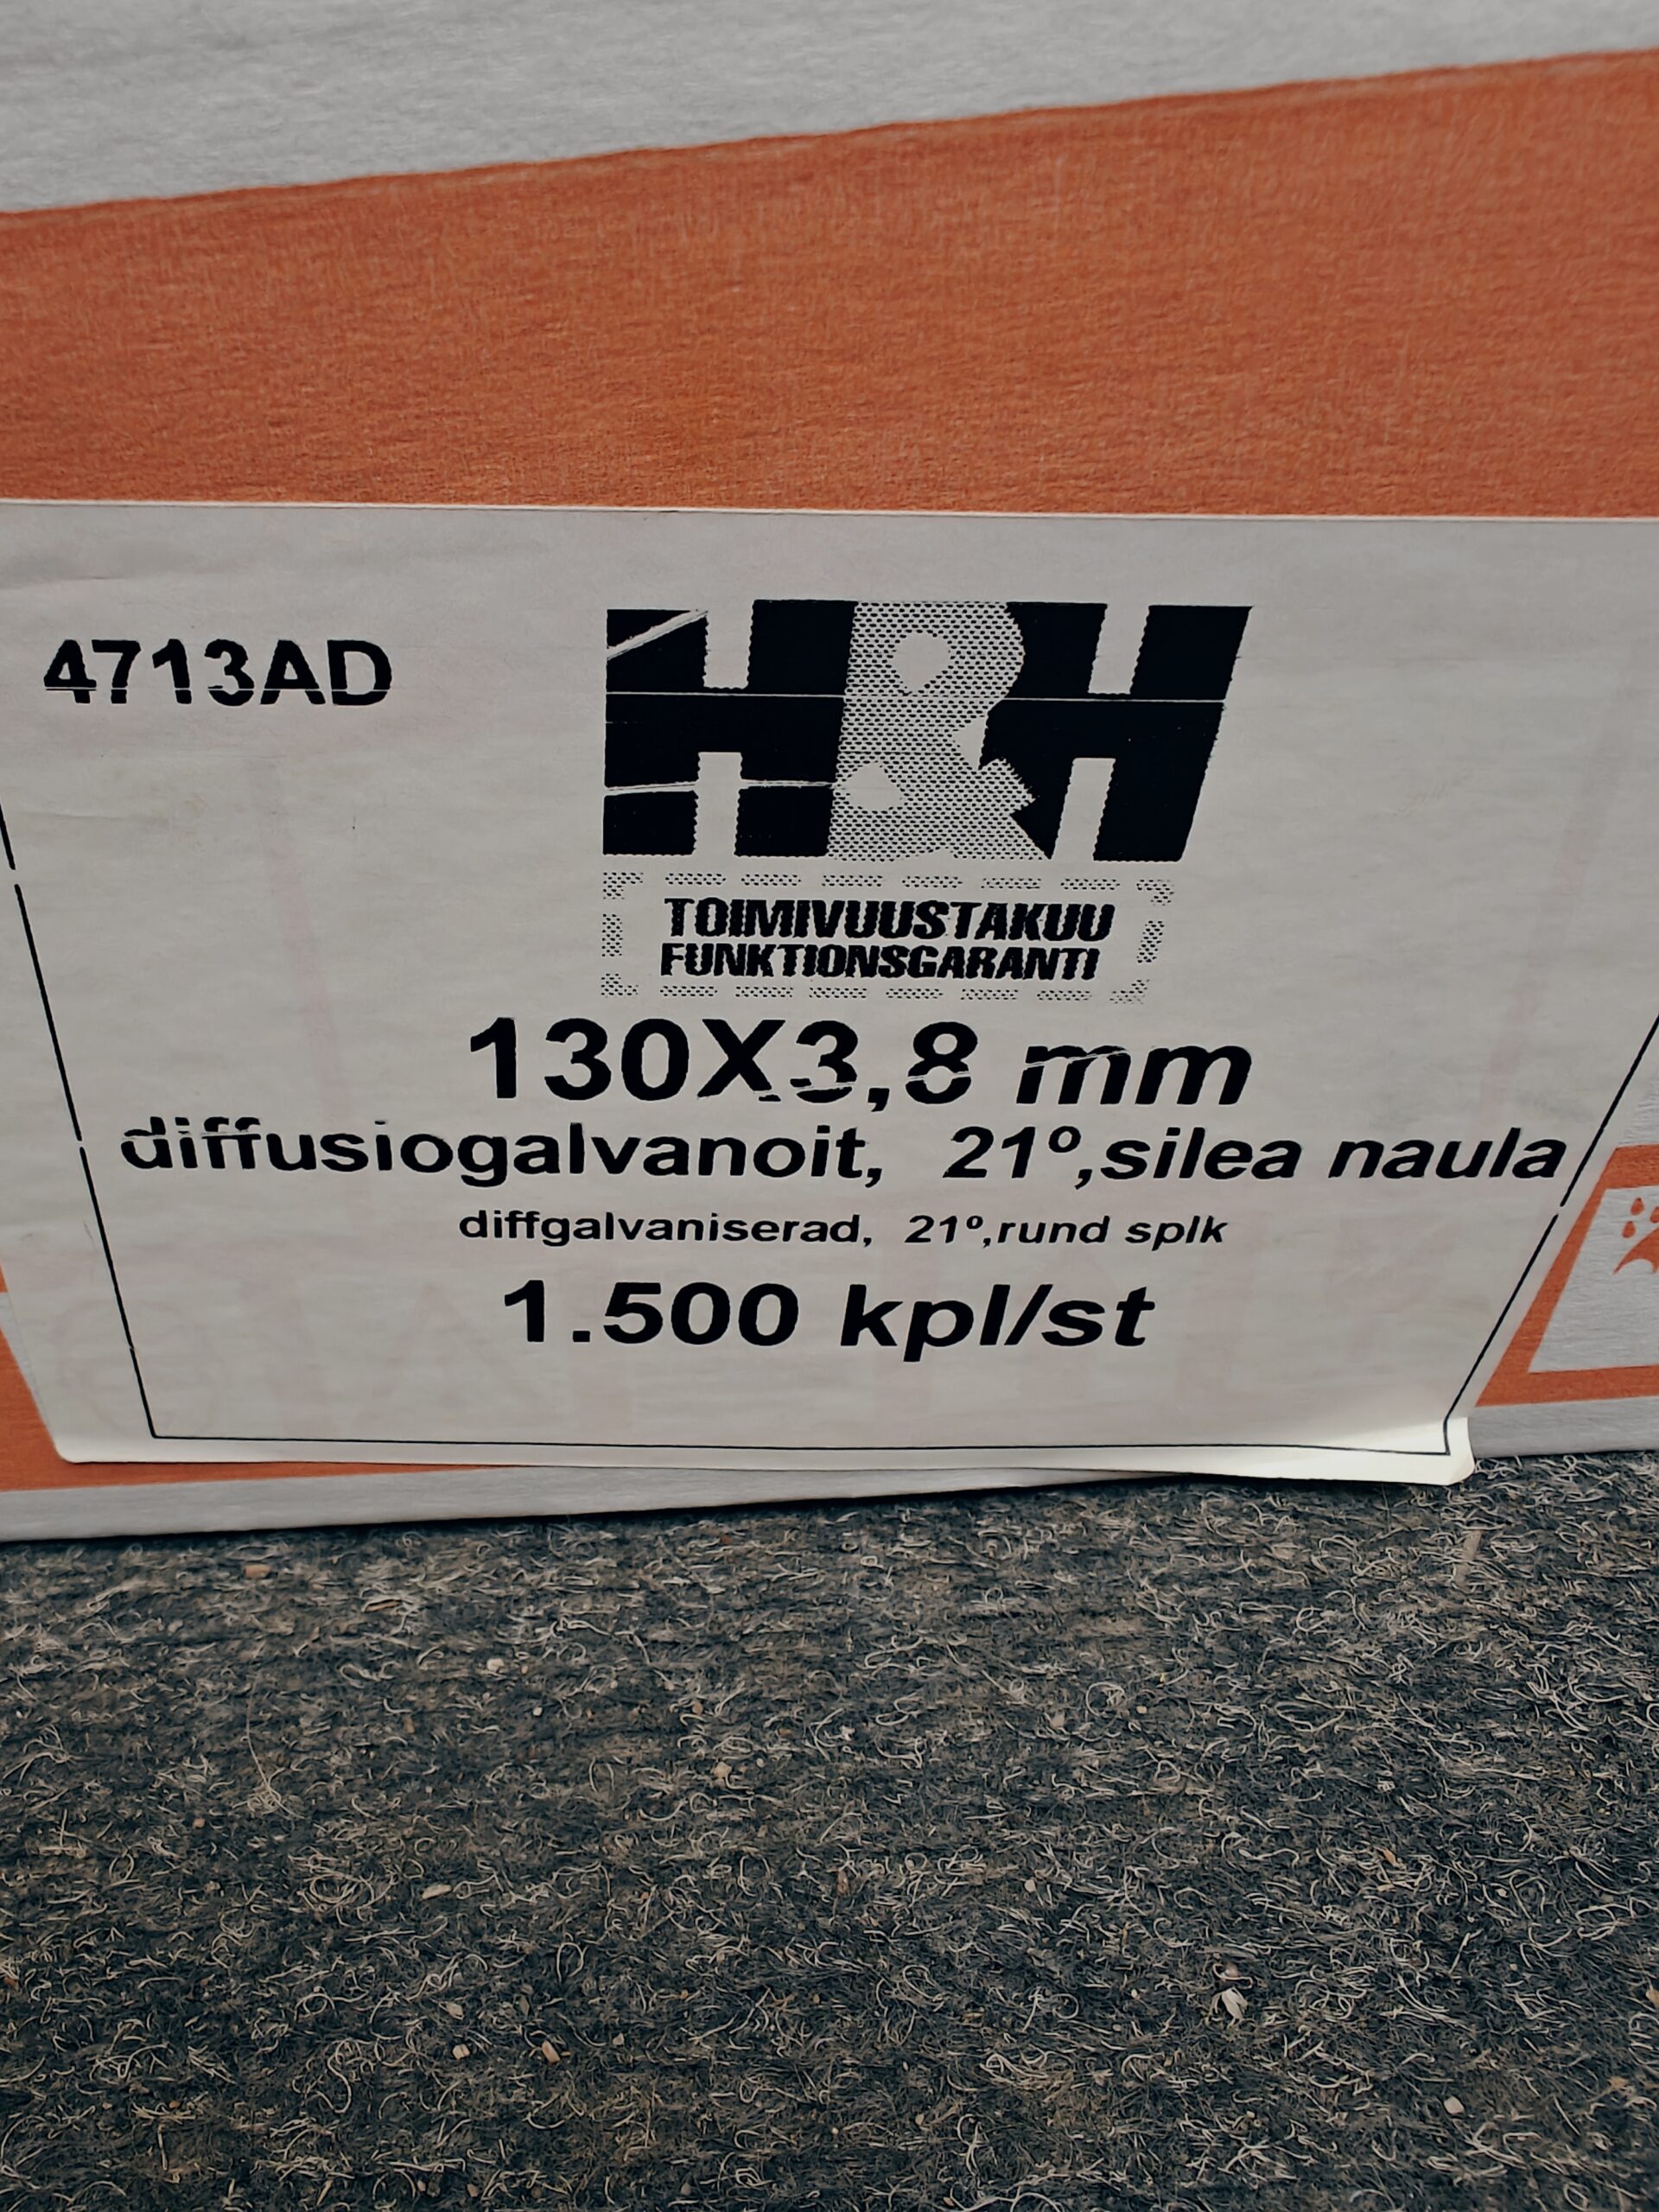 4713AD
H&H
TOIMIVUUSTAKUU
FUNKTIONSGARANTI
130X3,8 mm
diffusiogalvanoit, 21º,silea naula
diffgalvaniserad, 21º,rund splk
1.500 kpl/st